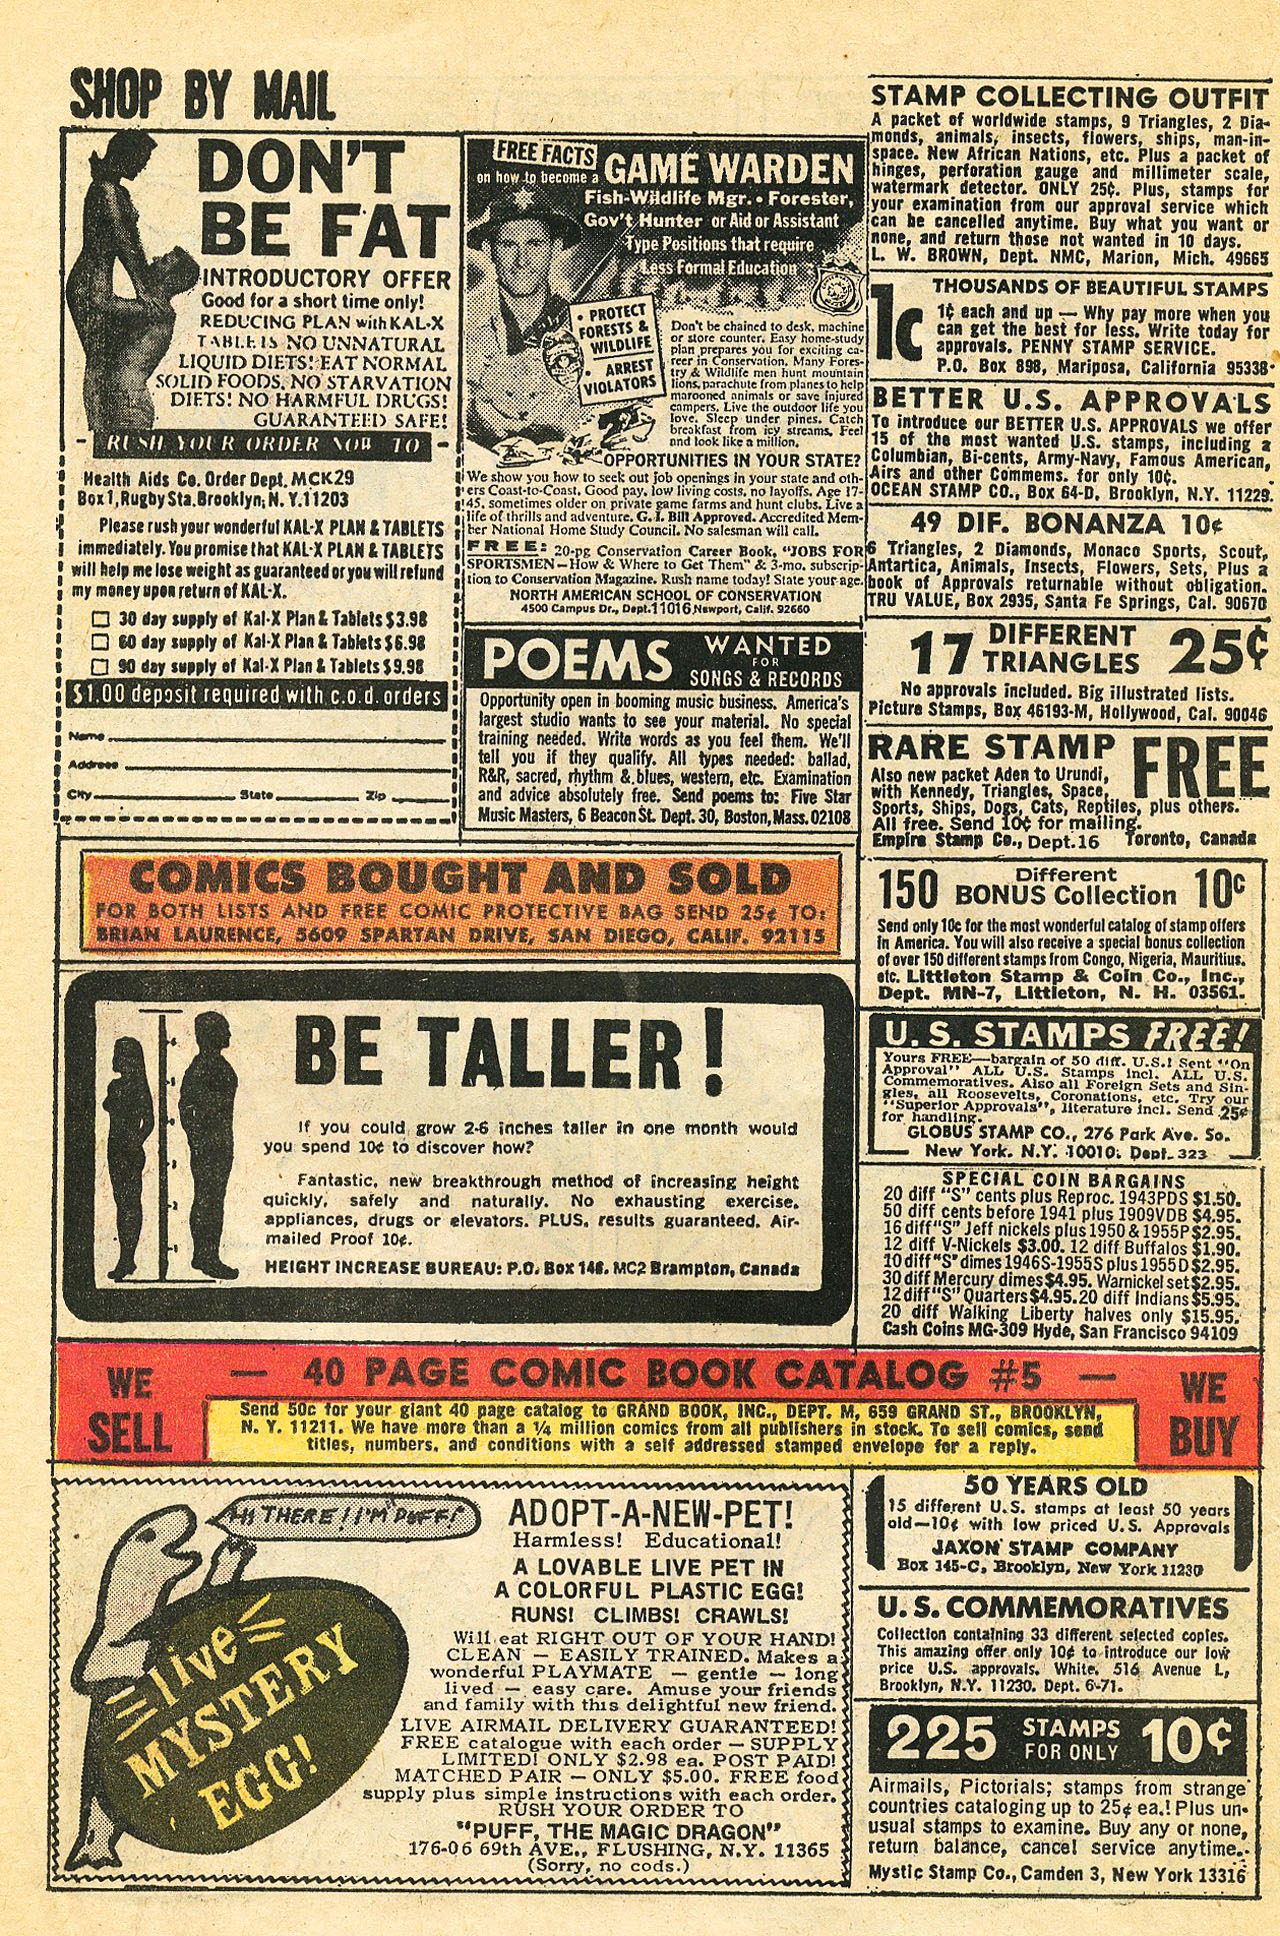 SHOP BY MAIL
DON'T
BE FAT
INTRODUCTORY OFFER
Good for a short time only!
REDUCING PLAN with KAL-X
TABLETS NO UNNATURAL
LIQUID DIETS! EAT NORMAL
SOLID FOODS. NO STARVATION
DIETS! NO HARMFUL DRUGS!
GUARANTEED SAFE!
- RUSH YOUR ORDER NOW TO -
Health Aids Co. Order Dept. MCK29
Box 1, Rugby Sta. Brooklyn, N. Y. 11203
Please rush your wonderful KAL-X PLAN & TABLETS
immediately. You promise that KAL-X PLAN & TABLETS
will help me lose weight as guaranteed or you will refund
my money upon return of KAL-X.
30 day supply of Kal-X Plan & Tablets $3.98
60 day supply of Kal-X Plan & Tablets $6.98
90 day supply of Kal-X Plan & Tablets $9.98
$1.00 deposit required with c.o.d. orders
Name
Address
City State Zip
FREE FACTS
on how to become a GAME WARDEN
Fish-Wildlife Mgr. • Forester,
Gov't Hunter or Aid or Assistant
Type Positions that require
Less Formal Education
• PROTECT
FORESTS &
WILDLIFE
• ARREST
VIOLATORS
Don't be chained to desk, machine
or store counter. Easy home-study
plan prepares you for exciting ca-
reer in Conservation. Many Fores-
try & Wildlife men hunt mountain
lions, parachute from planes to help
marooned animals or save injured
campers. Live the outdoor life you
love. Sleep under pines. Catch
breakfast from icy streams. Feel
and look like a million.
OPPORTUNITIES IN YOUR STATE?
We show you how to seek out job openings in your state and oth-
ers Coast-to-Coast. Good pay, low living costs, no layoffs. Age 17-
45, sometimes older on private game farms and hunt clubs. Live a
life of thrills and adventure. G. I. Bill Approved. Accredited Mem-
ber National Home Study Council. No salesman will call.
FREE: 20-pg Conservation Career Book, "JOBS FOR
SPORTSMEN—How & Where to Get Them" & 3-mo. subscrip-
tion to Conservation Magazine. Rush name today! State your age.
NORTH AMERICAN SCHOOL OF CONSERVATION
4500 Campus Dr., Dept. 11016, Newport, Calif. 92660
POEMS WANTED
FOR
SONGS & RECORDS
Opportunity open in booming music business. America's
largest studio wants to see your material. No special
training needed. Write words as you feel them. We'll
tell you if they qualify. All types needed: ballad,
R&R, sacred, rhythm & blues, western, etc. Examination
and advice absolutely free. Send poems to: Five Star
Music Masters, 6 Beacon St. Dept. 30, Boston, Mass. 02108
COMICS BOUGHT AND SOLD
FOR BOTH LISTS AND FREE COMIC PROTECTIVE BAG SEND 25¢ TO:
BRIAN LAURENCE, 5609 SPARTAN DRIVE, SAN DIEGO, CALIF. 92115
BE TALLER!
If you could grow 2-6 inches taller in one month would
you spend 10¢ to discover how?
Fantastic, new breakthrough method of increasing height
quickly, safely and naturally. No exhausting exercise,
appliances, drugs or elevators. PLUS, results guaranteed. Air-
mailed Proof 10¢.
HEIGHT INCREASE BUREAU: P.O. Box 146. MC2 Brampton, Canada
STAMP COLLECTING OUTFIT
A packet of worldwide stamps, 9 Triangles, 2 Dia-
monds, animals, insects, flowers, ships, man-in-
space. New African Nations, etc. Plus a packet of
hinges, perforation gauge and millimeter scale,
watermark detector. ONLY 25¢. Plus, stamps for
your examination from our approval service which
can be cancelled anytime. Buy what you want or
none, and return those not wanted in 10 days.
L. W. BROWN, Dept. NMC, Marion, Mich. 49665
THOUSANDS OF BEAUTIFUL STAMPS
1c 1¢ each and up — Why pay more when you
can get the best for less. Write today for
approvals. PENNY STAMP SERVICE.
P.O. Box 898, Mariposa, California 95338
BETTER U.S. APPROVALS
To introduce our BETTER U.S. APPROVALS we offer
15 of the most wanted U.S. stamps, including a
Columbian, Bi-cents, Army-Navy, Famous American,
Airs and other Commems. for only 10¢.
OCEAN STAMP CO., Box 64-D, Brooklyn, N.Y. 11229
49 DIF. BONANZA 10¢
6 Triangles, 2 Diamonds, Monaco Sports, Scout,
Antartica, Animals, Insects, Flowers, Sets, Plus a
book of Approvals returnable without obligation.
TRU VALUE, Box 2935, Santa Fe Springs, Cal. 90670
17 DIFFERENT
TRIANGLES 25¢
No approvals included. Big illustrated lists.
Picture Stamps, Box 46193-M, Hollywood, Cal. 90046
RARE STAMP FREE
Also new packet Aden to Urundi,
with Kennedy, Triangles, Space,
Sports, Ships, Dogs, Cats, Reptiles, plus others.
All free. Send 10¢ for mailing.
Empire Stamp Co., Dept. 16 Toronto, Canada
150 Different
BONUS Collection 10c
Send only 10c for the most wonderful catalog of stamp offers
in America. You will also receive a special bonus collection
of over 150 different stamps from Congo, Nigeria, Mauritius.
etc. Littleton Stamp & Coin Co., Inc.,
Dept. MN-7, Littleton, N. H. 03561.
U.S. STAMPS FREE!
Yours FREE—bargain of 50 diff. U.S.! Sent "On
Approval" ALL U.S. Stamps incl. ALL U.S.
Commemoratives. Also all Foreign Sets and Sin-
gles, all Roosevelts, Coronations, etc. Try our
"Superior Approvals", literature incl. Send 25¢
for handling.
GLOBUS STAMP CO., 276 Park Ave. So.
New York. N.Y. 10010. Dept. 323
SPECIAL COIN BARGAINS
20 diff "S" cents plus Reproc. 1943PDS $1.50.
50 diff cents before 1941 plus 1909VDB $4.95.
16 diff "S" Jeff nickels plus 1950 & 1955P $2.95.
12 diff V-Nickels $3.00. 12 diff Buffalos $1.90.
10 diff "S" dimes 1946S-1955S plus 1955D $2.95.
30 diff Mercury dimes $4.95. Warnickel set $2.95.
12 diff "S" Quarters $4.95. 20 diff Indians $5.95.
20 diff Walking Liberty halves only $15.95.
Cash Coins MG-309 Hyde, San Francisco 94109
WE
SELL
— 40 PAGE COMIC BOOK CATALOG #5 —
Send 50c for your giant 40 page catalog to GRAND BOOK, INC., DEPT. M, 659 GRAND ST., BROOKLYN,
N. Y. 11211. We have more than a ¼ million comics from all publishers in stock. To sell comics, send
titles, numbers, and conditions with a self addressed stamped envelope for a reply.
WE
BUY
HI THERE! I'M PUFF!
live
MYSTERY
EGG!
ADOPT-A-NEW-PET!
Harmless! Educational!
A LOVABLE LIVE PET IN
A COLORFUL PLASTIC EGG!
RUNS! CLIMBS! CRAWLS!
Will eat RIGHT OUT OF YOUR HAND!
CLEAN — EASILY TRAINED. Makes a
wonderful PLAYMATE — gentle — long
lived — easy care. Amuse your friends
and family with this delightful new friend.
LIVE AIRMAIL DELIVERY GUARANTEED!
FREE catalogue with each order — SUPPLY
LIMITED! ONLY $2.98 ea. POST PAID!
MATCHED PAIR — ONLY $5.00. FREE food
supply plus simple instructions with each order.
RUSH YOUR ORDER TO
"PUFF, THE MAGIC DRAGON"
176-06 69th AVE., FLUSHING, N.Y. 11365
(Sorry, no cods.)
50 YEARS OLD
15 different U.S. stamps at least 50 years
old—10¢ with low priced U.S. Approvals
JAXON STAMP COMPANY
Box 145-C, Brooklyn, New York 11230
U.S. COMMEMORATIVES
Collection containing 33 different selected copies.
This amazing offer only 10¢ to introduce our low
price U.S. approvals. White. 516 Avenue L,
Brooklyn, N.Y. 11230. Dept. 6-71.
225 STAMPS
FOR ONLY 10¢
Airmails, Pictorials; stamps from strange
countries cataloging up to 25¢ ea.! Plus un-
usual stamps to examine. Buy any or none,
return balance, cancel service anytime.
Mystic Stamp Co., Camden 3, New York 13316